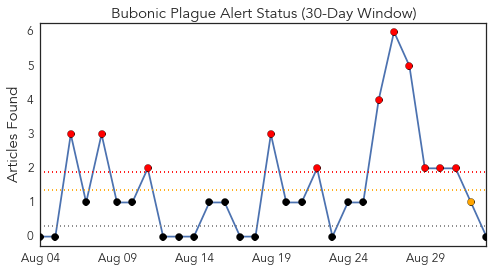 Bubonic Plague Alert Status (30-Day Window)
Articles Found
6
5
4
3
2
1
0
Aug 04 Aug 09 Aug 14 Aug 19 Aug 24 Aug 29